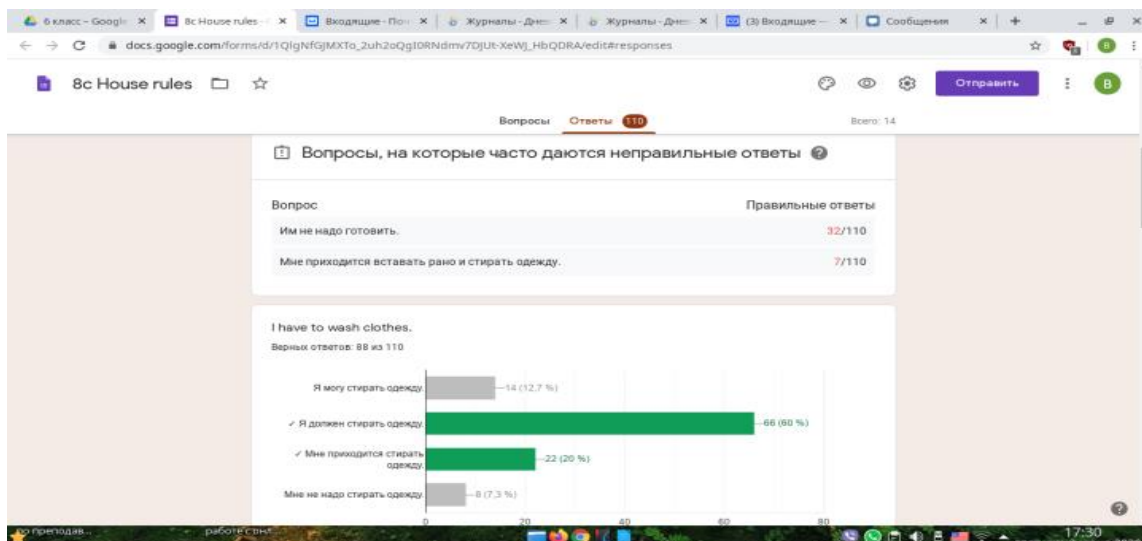 6 класс - Google
8c House rules -
Входящие - Поч
Журналы - Днев
Журналы - Днев
(3) Входящие —
Сообщения
docs.google.com/forms/d/1QlgNfGJMXTo_2uh2oQgI0RNdmv7DJUt-XeWJ_HbQDRA/edit#responses
8c House rules
Отправить
В
Вопросы Ответы 110
Всего: 14
Вопросы, на которые часто даются неправильные ответы
Вопрос Правильные ответы
Им не надо готовить. 32/110
Мне приходится вставать рано и стирать одежду. 7/110
I have to wash clothes.
Верных ответов: 88 из 110
Я могу стирать одежду. 14 (12,7 %)
✓ Я должен стирать одежду. 66 (60 %)
✓ Мне приходится стирать
одежду. 22 (20 %)
Мне не надо стирать одежду. 8 (7,3 %)
0 20 40 60 80
по преподав...
17:30